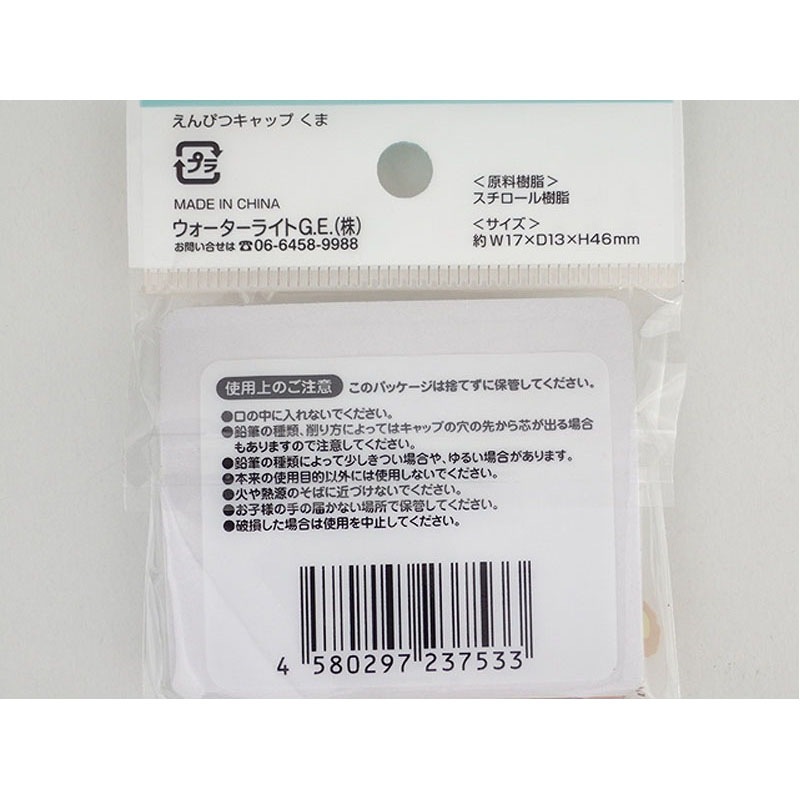 えんぴつキャップ くま
プラ
MADE IN CHINA
ウォーターライトG.E.(株)
お問い合せは☎06-6458-9988
<原料樹脂>
スチロール樹脂
<サイズ>
約W17×D13×H46mm
使用上のご注意 このパッケージは捨てずに保管してください。
●口の中に入れないでください。
●鉛筆の種類、削り方によってはキャップの穴の先から芯が出る場合
もありますので注意してください。
●鉛筆の種類によって少しきつい場合や、ゆるい場合があります。
●本来の使用目的以外には使用しないでください。
●火や熱源のそばに近づけないでください。
●お子様の手の届かない場所で保管してください。
●破損した場合は使用を中止してください。
4 580297 237533